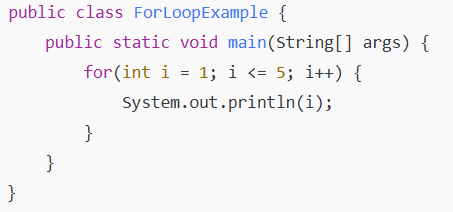 public class ForLoopExample {
    public static void main(String[] args) {
        for(int i = 1; i <= 5; i++) {
            System.out.println(i);
        }
    }
}